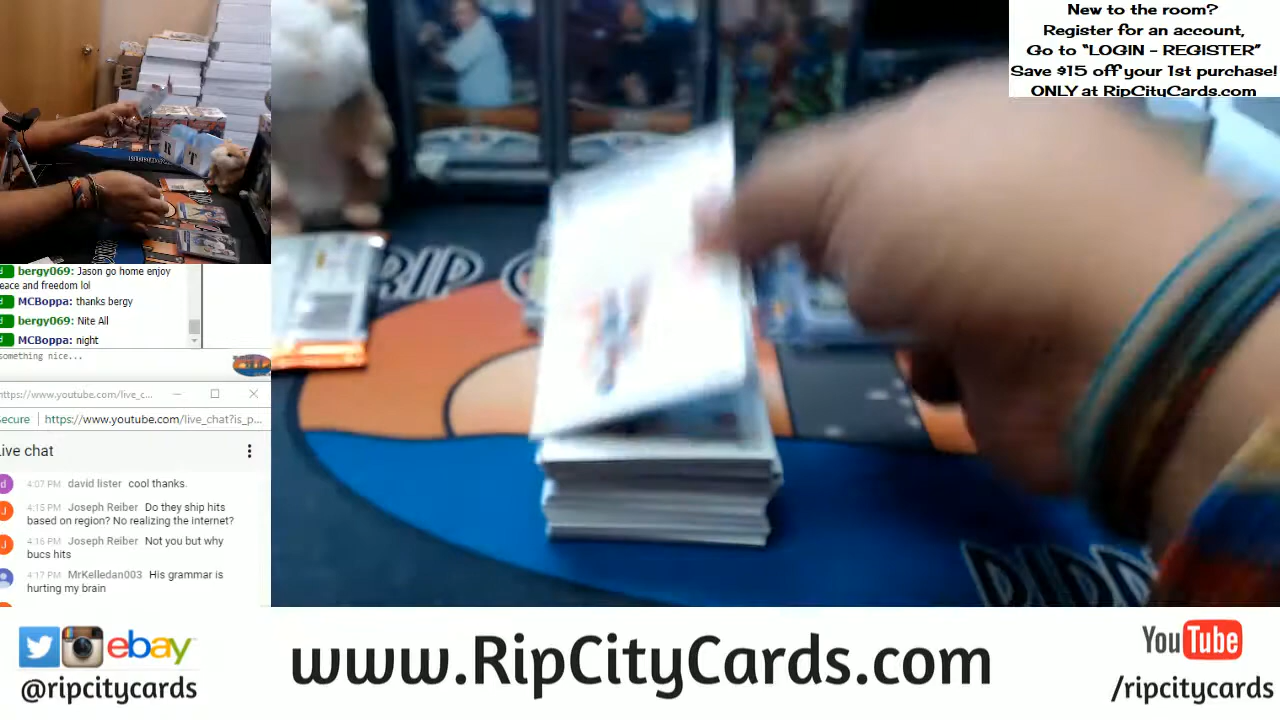 New to the room?
Register for an account,
Go to “LOGIN – REGISTER”
Save $15 off your 1st purchase!
ONLY at RipCityCards.com
bergy069: Jason go home enjoy
eace and freedom lol
MCBoppa: thanks bergy
bergy069: Nite All
MCBoppa: night
something nice...
https://www.youtube.com/live_c...
ecure https://www.youtube.com/live_chat?is_p...
ive chat
4:07 PM david lister cool thanks.
4:15 PM Joseph Reiber Do they ship hits
based on region? No realizing the internet?
4:16 PM Joseph Reiber Not you but why
bucs hits
4:17 PM MrKelledan003 His grammar is
hurting my brain
RIP
RIPP
ebay
@ripcitycards
www.RipCityCards.com
YouTube
/ripcitycards